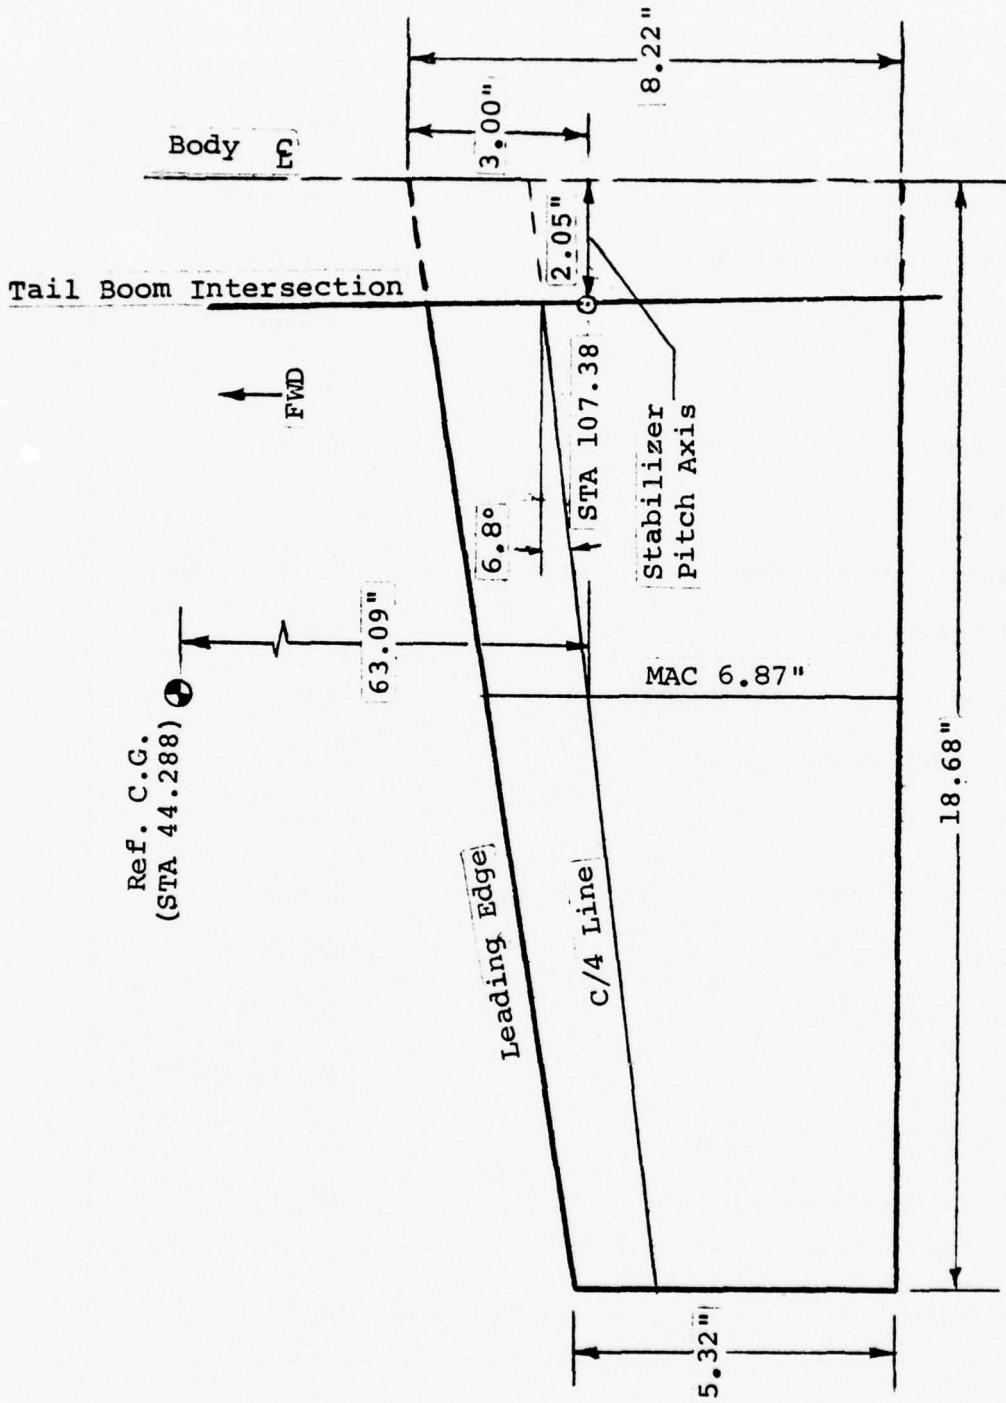 8.22"
Body ℄
3.00"
Tail Boom Intersection
2.05"
FWD
STA 107.38
6.8°
Stabilizer
Pitch Axis
63.09"
MAC 6.87"
Ref. C.G.
(STA 44.288)
18.68"
Leading Edge
C/4 Line
5.32"